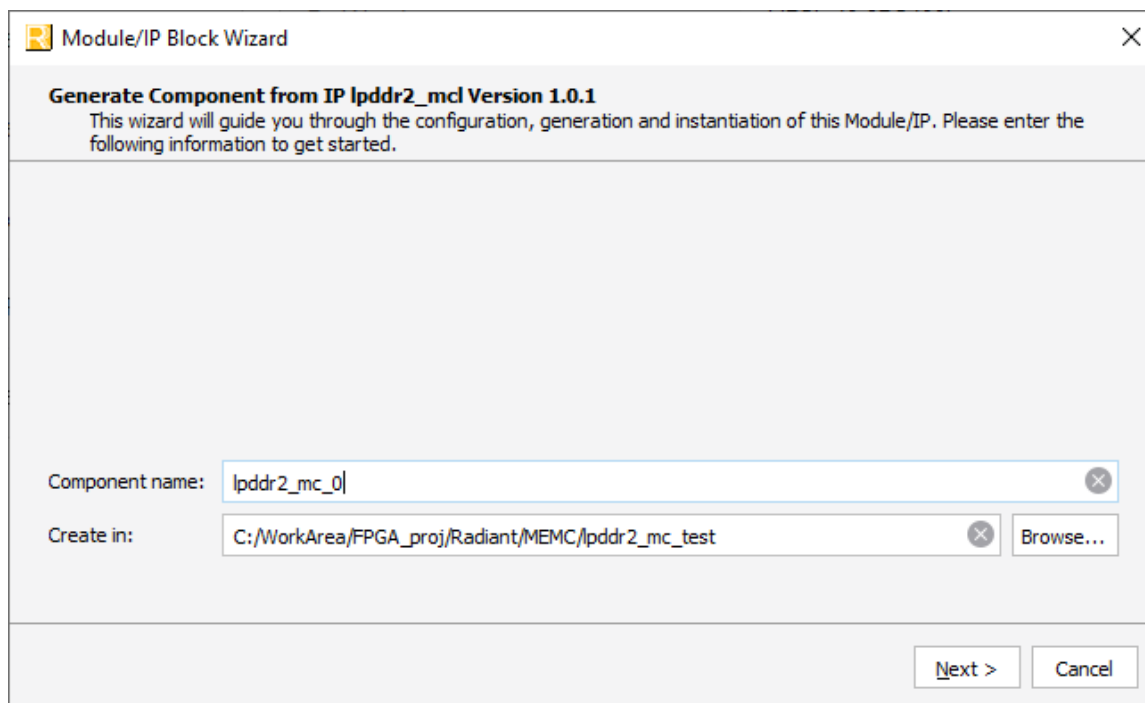 Module/IP Block Wizard
Generate Component from IP lpddr2_mcl Version 1.0.1
This wizard will guide you through the configuration, generation and instantiation of this Module/IP. Please enter the
following information to get started.
Component name: lpddr2_mc_0
Create in: C:/WorkArea/FPGA_proj/Radiant/MEMC/lpddr2_mc_test Browse...
Next > Cancel